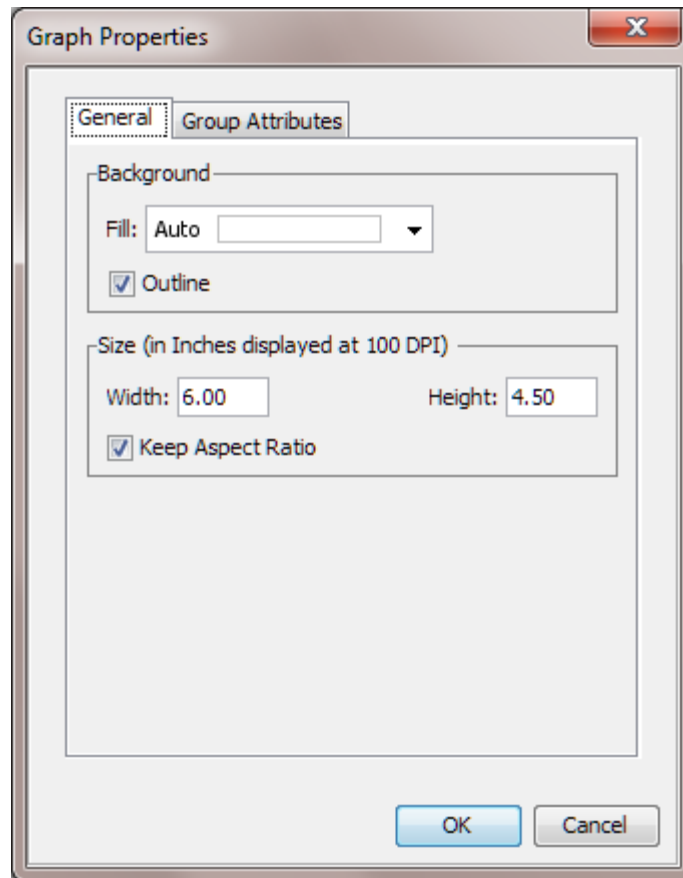 Graph Properties
General Group Attributes
Background
Fill: Auto
Outline
Size (in Inches displayed at 100 DPI)
Width: 6.00 Height: 4.50
Keep Aspect Ratio
OK Cancel